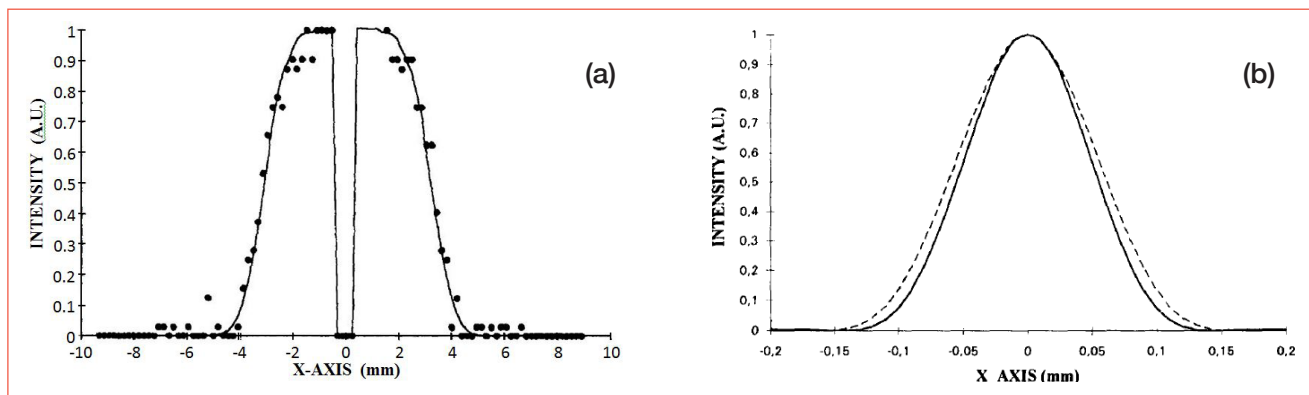 (a)
INTENSITY (A.U.)
1
0.9
0.8
0.7
0.6
0.5
0.4
0.3
0.2
0.1
0
-10 -8 -6 -4 -2 0 2 4 6 8 10
X-AXIS (mm)
(b)
INTENSITY (A.U.)
1
0,9
0,8
0,7
0,6
0,5
0,4
0,3
0,2
0,1
0
-0,2 -0,15 -0,1 -0,05 0 0,05 0,1 0,15 0,2
X AXIS (mm)